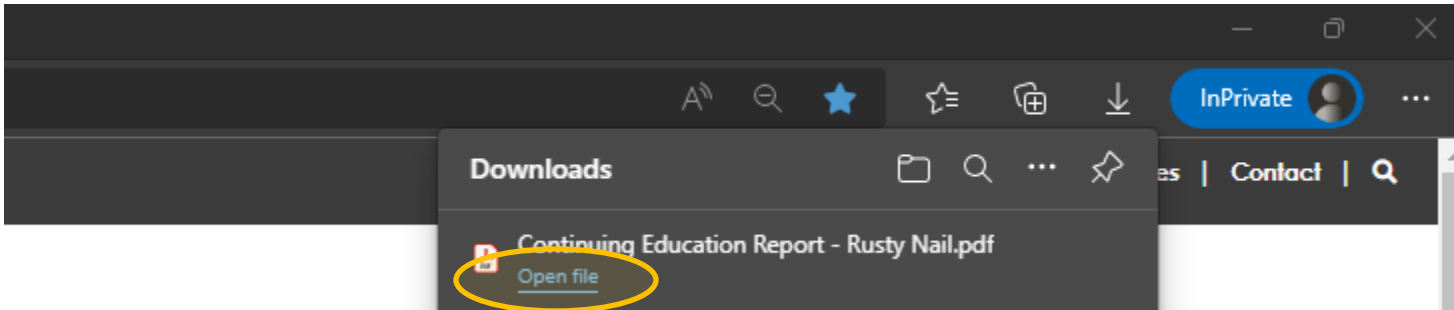 InPrivate
Downloads
es | Contact |
Continuing Education Report - Rusty Nail.pdf
Open file